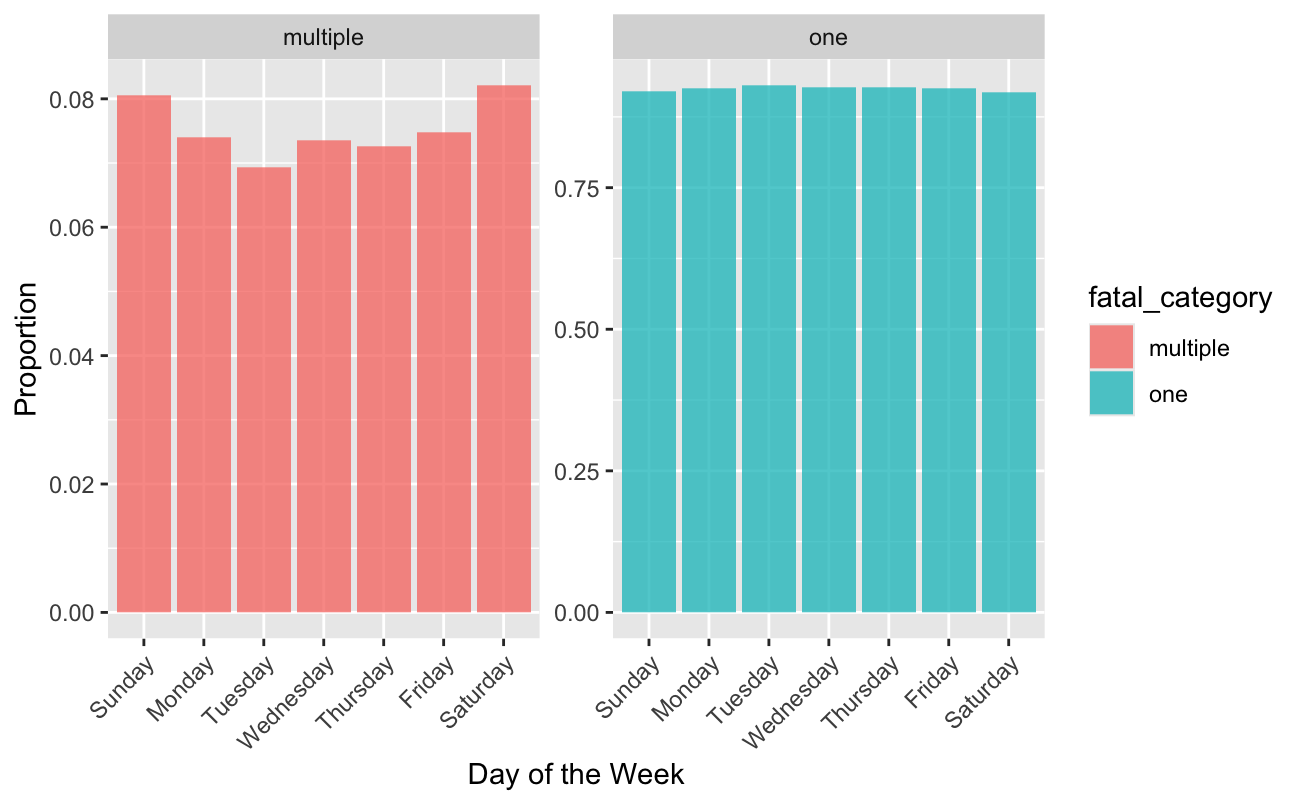 multiple
one
Proportion
0.08
0.06
0.04
0.02
0.00
0.75
0.50
0.25
0.00
Sunday
Monday
Tuesday
Wednesday
Thursday
Friday
Saturday
Sunday
Monday
Tuesday
Wednesday
Thursday
Friday
Saturday
Day of the Week
fatal_category
multiple
one